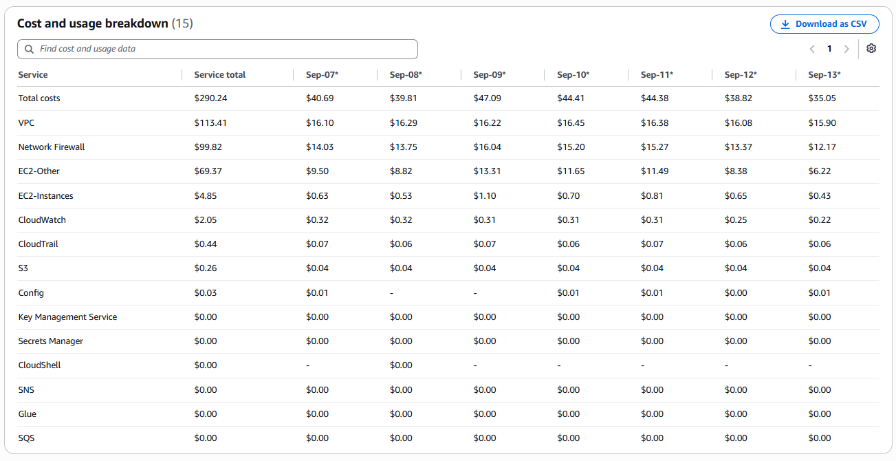 Cost and usage breakdown (15)
Download as CSV
Find cost and usage data
1
Service Service total Sep-07* Sep-08* Sep-09* Sep-10* Sep-11* Sep-12* Sep-13*
Total costs $290.24 $40.69 $39.81 $47.09 $44.41 $44.38 $38.82 $35.05
VPC $113.41 $16.10 $16.29 $16.22 $16.45 $16.38 $16.08 $15.90
Network Firewall $99.82 $14.03 $13.75 $16.04 $15.20 $15.27 $13.37 $12.17
EC2-Other $69.37 $9.50 $8.82 $13.31 $11.65 $11.49 $8.38 $6.22
EC2-Instances $4.85 $0.63 $0.53 $1.10 $0.70 $0.81 $0.65 $0.43
CloudWatch $2.05 $0.32 $0.32 $0.31 $0.31 $0.31 $0.25 $0.22
CloudTrail $0.44 $0.07 $0.06 $0.07 $0.06 $0.07 $0.06 $0.06
S3 $0.26 $0.04 $0.04 $0.04 $0.04 $0.04 $0.04 $0.04
Config $0.03 $0.01 - - $0.01 $0.01 $0.00 $0.01
Key Management Service $0.00 $0.00 $0.00 $0.00 $0.00 $0.00 $0.00 $0.00
Secrets Manager $0.00 $0.00 $0.00 $0.00 $0.00 $0.00 $0.00 $0.00
CloudShell $0.00 - $0.00 - - - - -
SNS $0.00 $0.00 $0.00 $0.00 $0.00 $0.00 $0.00 $0.00
Glue $0.00 $0.00 $0.00 $0.00 $0.00 $0.00 $0.00 $0.00
SQS $0.00 $0.00 $0.00 $0.00 $0.00 $0.00 $0.00 $0.00